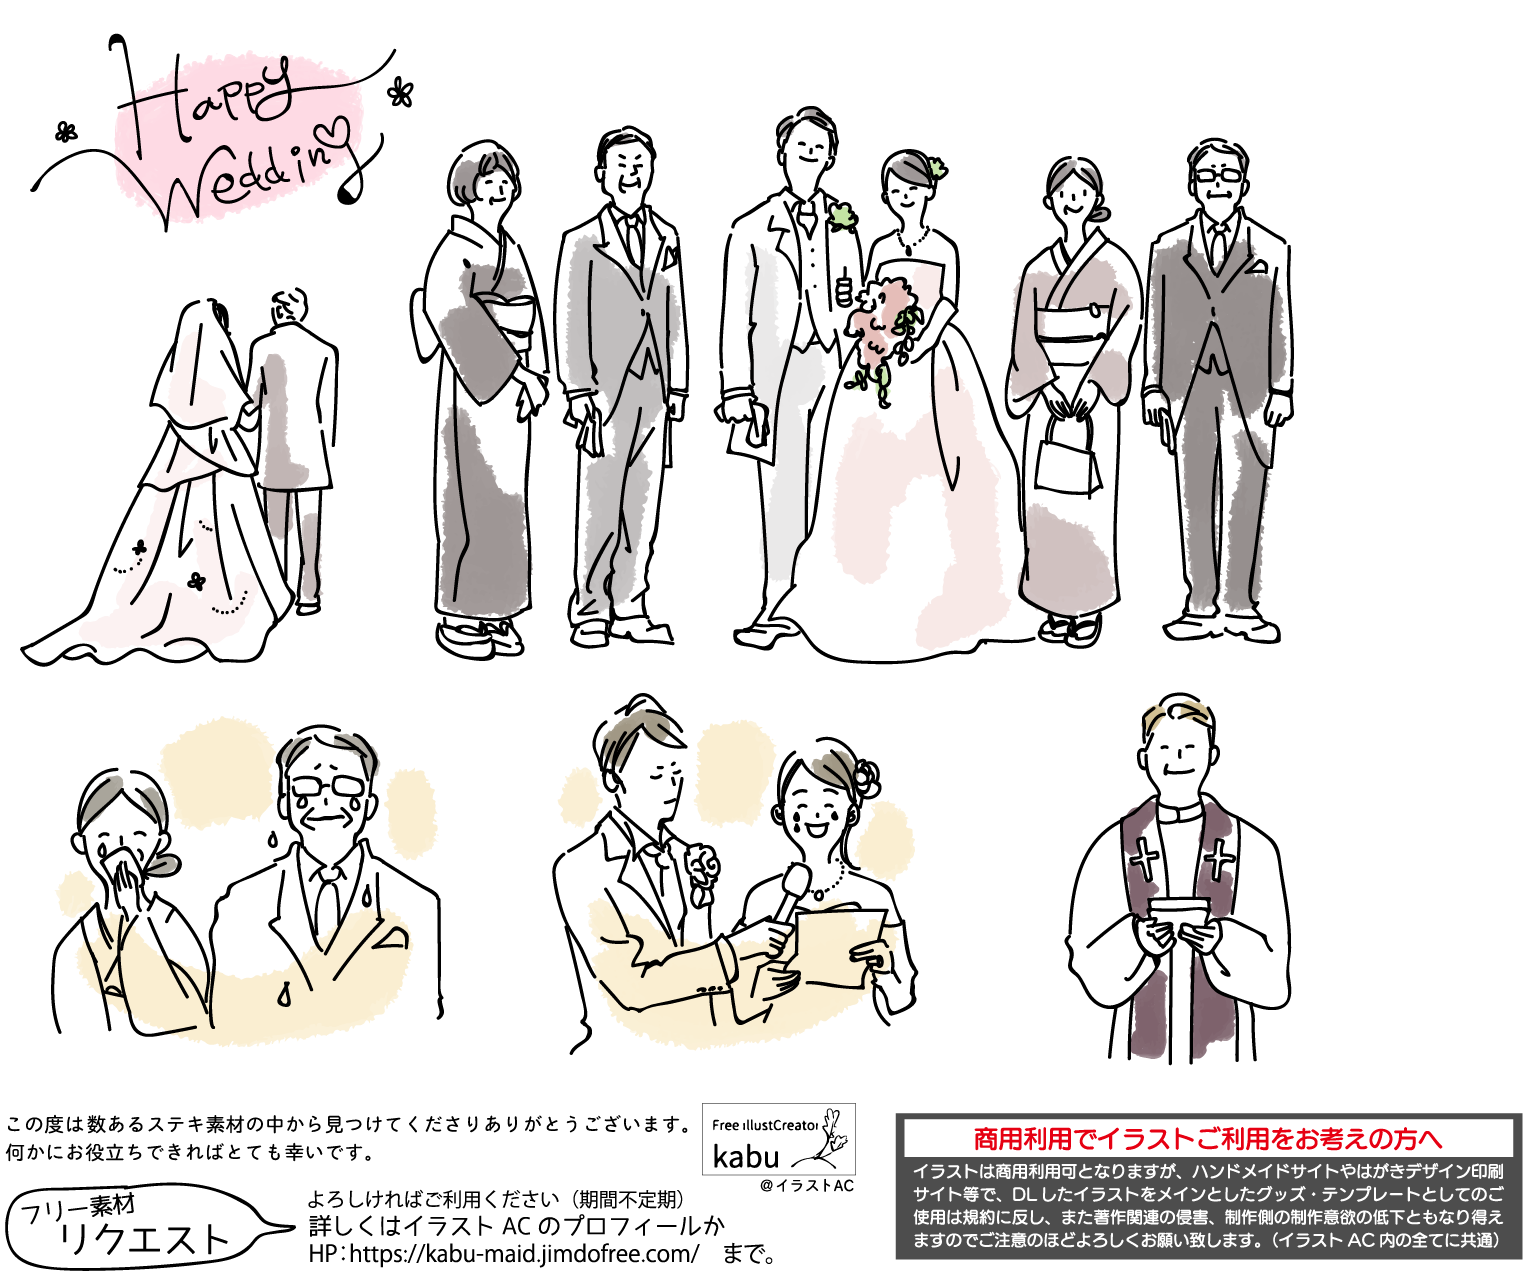 Happy
Wedding
この度は数あるステキ素材の中から見つけてくださりありがとうございます。
何かにお役立ちできればとても幸いです。
Free illustCreator
kabu
@イラストAC
フリー素材
リクエスト
よろしければご利用ください（期間不定期）
詳しくはイラスト AC のプロフィールか
HP：https://kabu-maid.jimdofree.com/　まで。
商用利用でイラストご利用をお考えの方へ
イラストは商用利用可となりますが、ハンドメイドサイトやはがきデザイン印刷
サイト等で、DLしたイラストをメインとしたグッズ・テンプレートとしてのご
使用は規約に反し、また著作関連の侵害、制作側の制作意欲の低下ともなり得え
ますのでご注意のほどよろしくお願い致します。（イラスト AC 内の全てに共通）